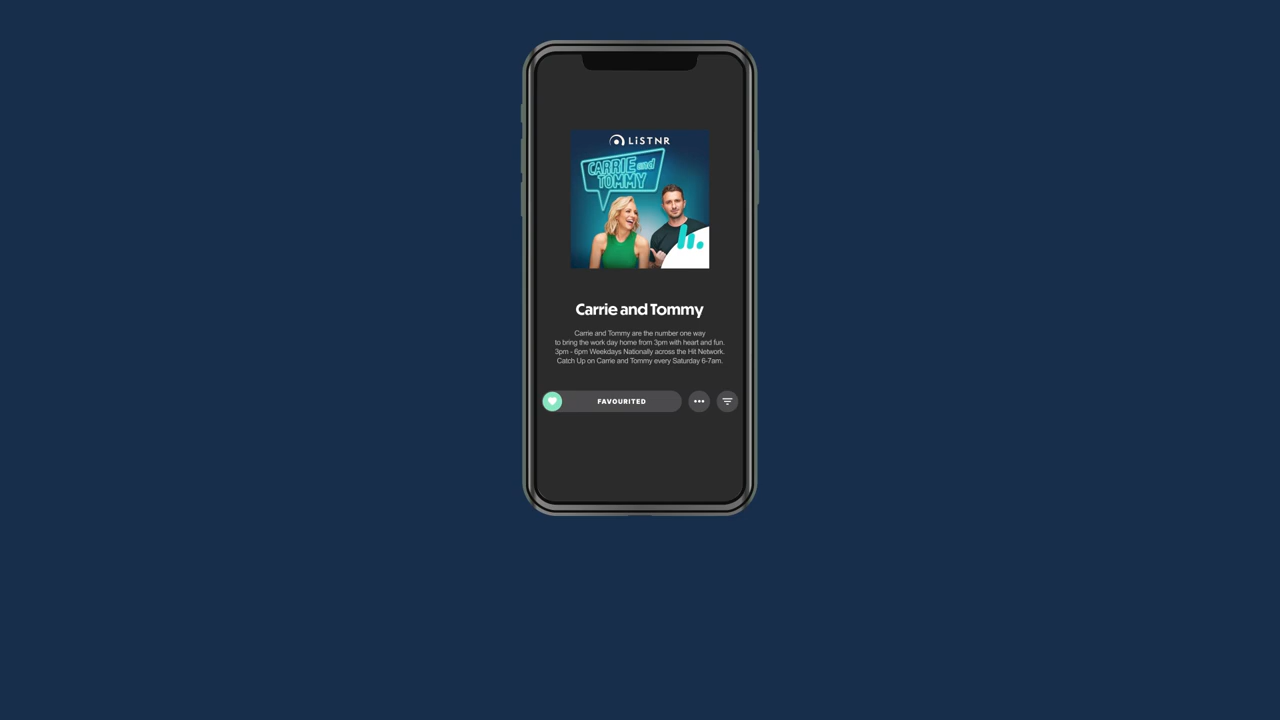 LiSTNR
CARRIE and
TOMMY
h.
Carrie and Tommy
Carrie and Tommy are the number one way
to bring the work day home from 3pm with heart and fun.
3pm - 6pm Weekdays Nationally across the Hit Network.
Catch Up on Carrie and Tommy every Saturday 6-7am.
FAVOURITED